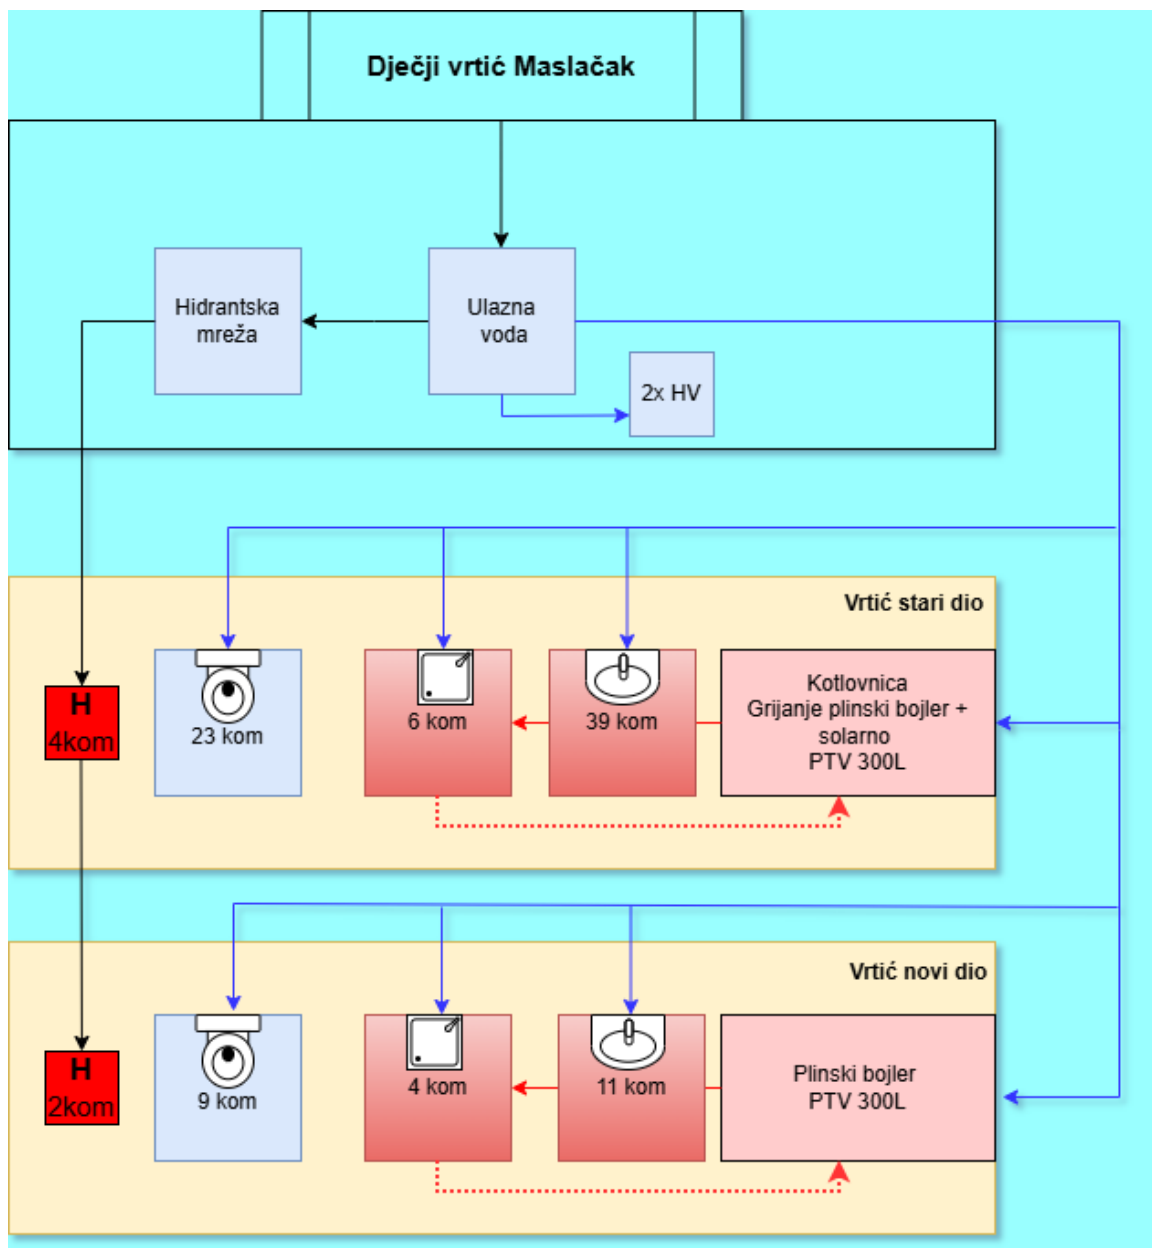 Dječji vrtić Maslačak
Hidrantska
mreža
Ulazna
voda
2x HV
Vrtić stari dio
H
4kom
23 kom
6 kom
39 kom
Kotlovnica
Grijanje plinski bojler +
solarno
PTV 300L
Vrtić novi dio
H
2kom
9 kom
4 kom
11 kom
Plinski bojler
PTV 300L